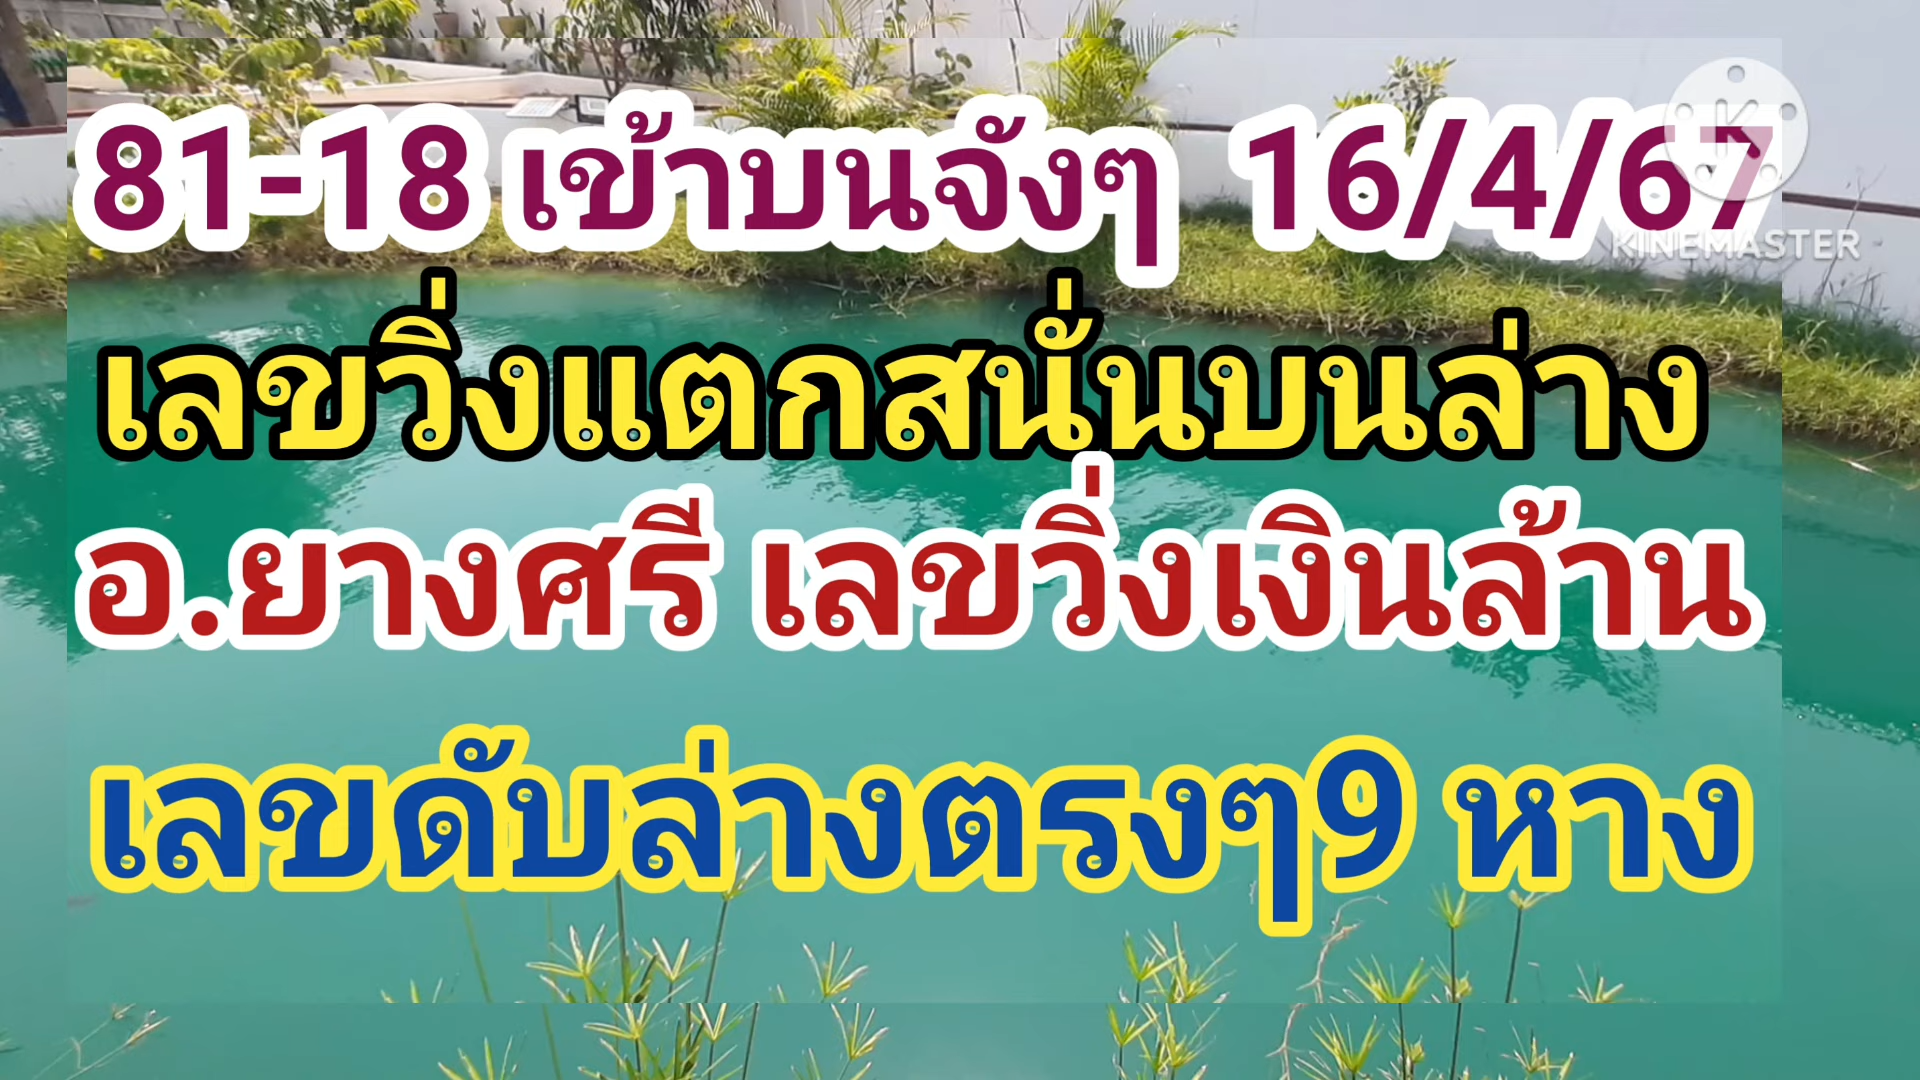 81-18 เข้าบนจังๆ 16/4/67
KINEMASTER
เลขวิ่งแตกสนั่นบนล่าง
อ.ยางศรี เลขวิ่งเงินล้าน
เลขดับล่างตรงๆ9 หาง